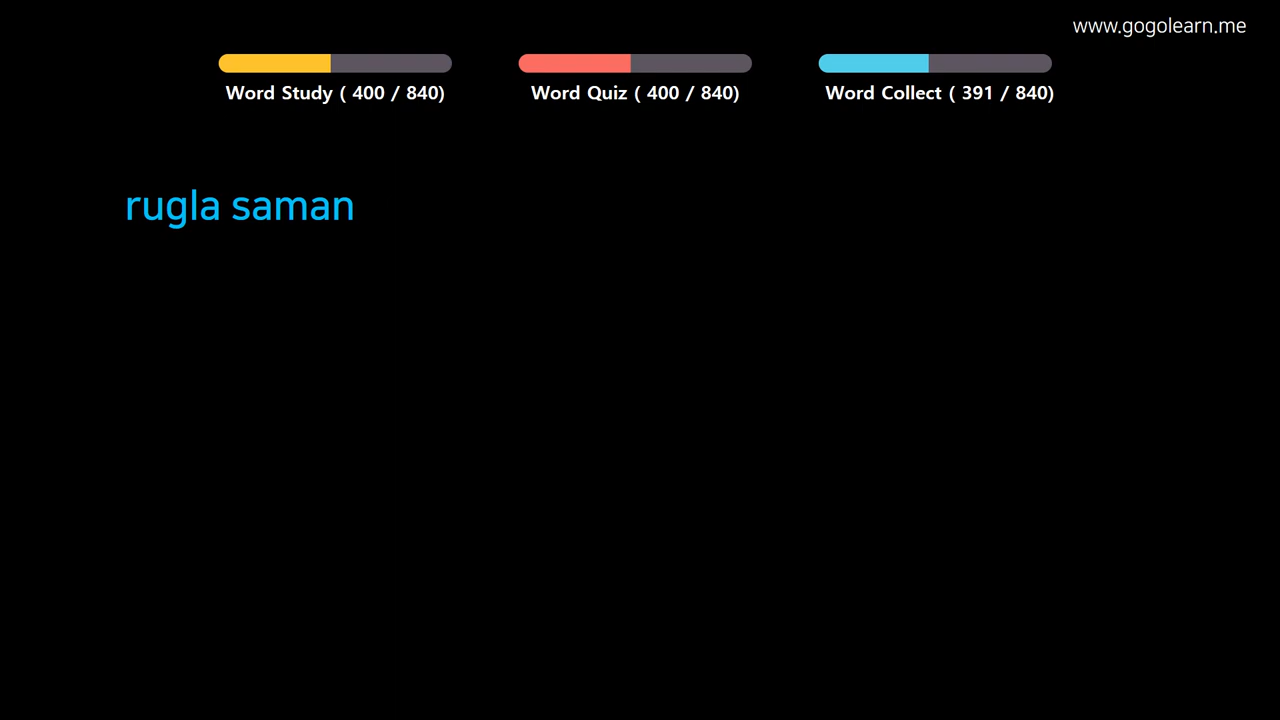 www.gogolearn.me
Word Study ( 400 / 840)
Word Quiz ( 400 / 840)
Word Collect ( 391 / 840)
rugla saman